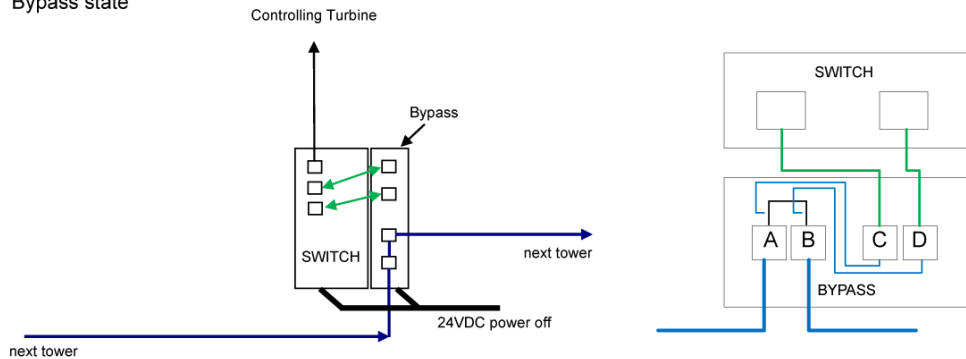 Bypass state
Controlling Turbine
Bypass
SWITCH
next tower
24VDC power off
next tower
SWITCH
A B C D
BYPASS